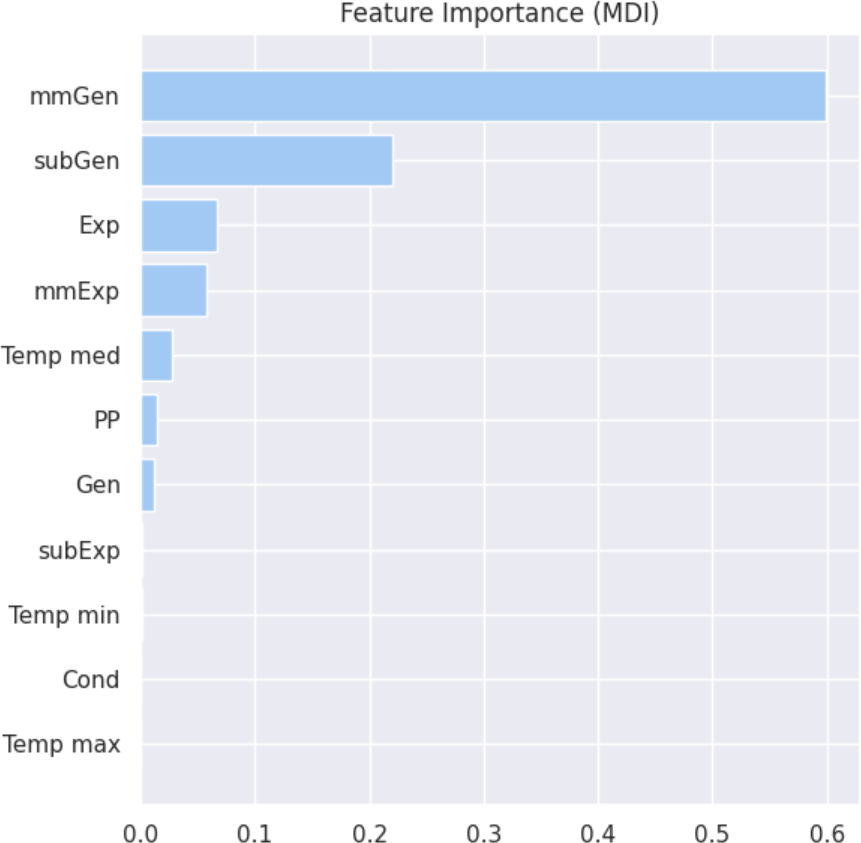 Feature Importance (MDI)
mmGen
subGen
Exp
mmExp
Temp med
PP
Gen
subExp
Temp min
Cond
Temp max
0.0 0.1 0.2 0.3 0.4 0.5 0.6